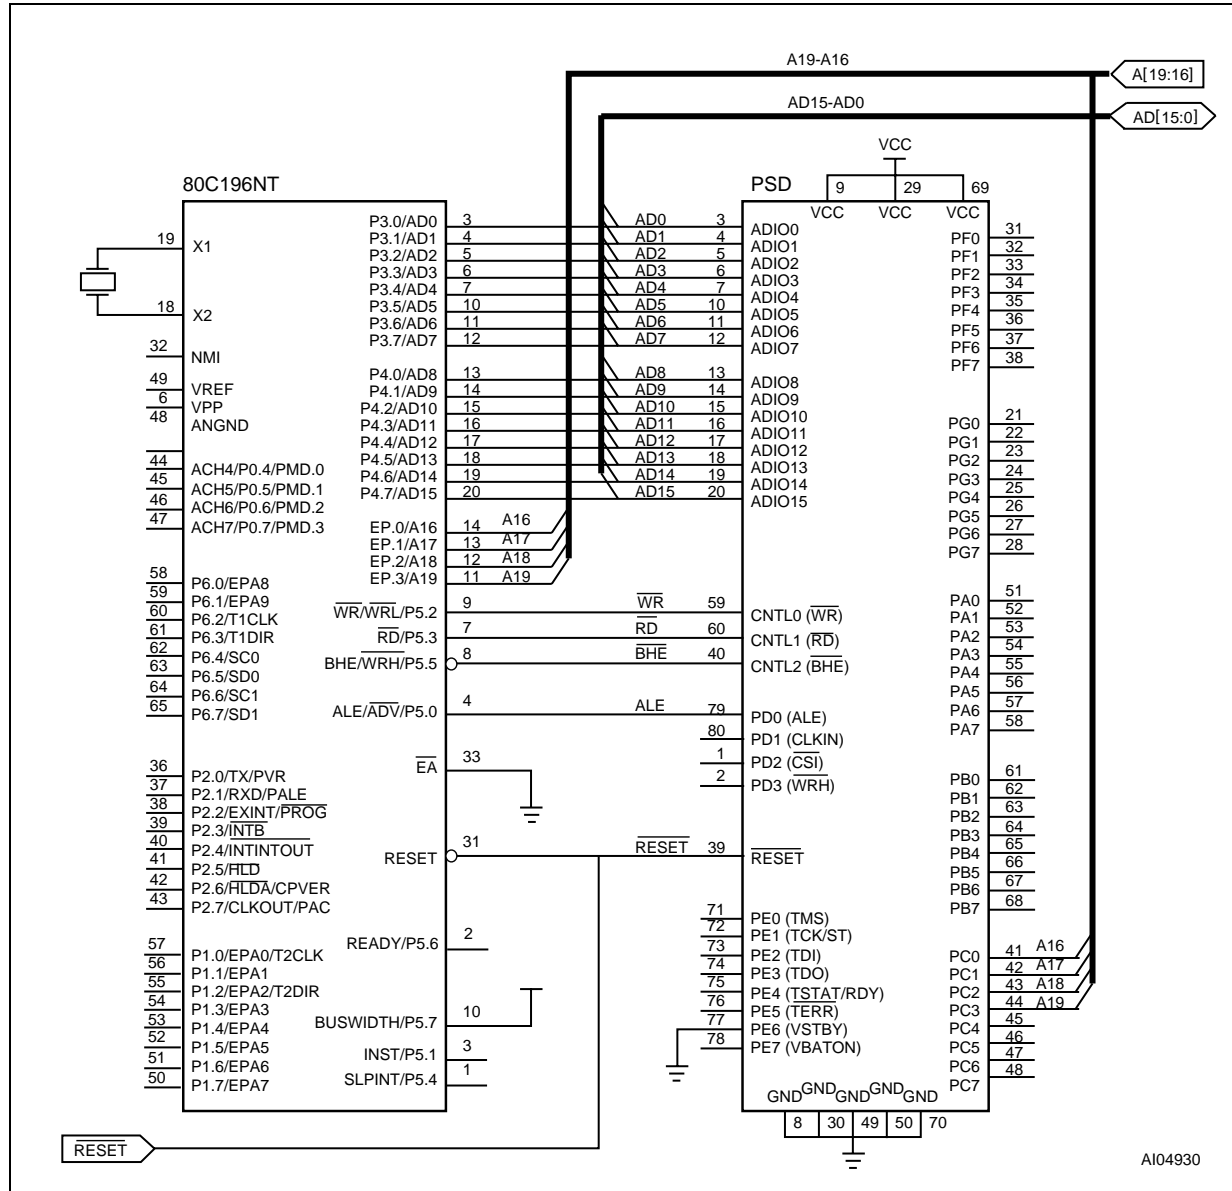 A19-A16
A[19:16]
AD15-AD0
AD[15:0]
VCC
80C196NT
PSD
9 29 69
VCC VCC VCC
19 X1
18 X2
32 NMI
49 VREF
6 VPP
48 ANGND
44 ACH4/P0.4/PMD.0
45 ACH5/P0.5/PMD.1
46 ACH6/P0.6/PMD.2
47 ACH7/P0.7/PMD.3
58 P6.0/EPA8
59 P6.1/EPA9
60 P6.2/T1CLK
61 P6.3/T1DIR
62 P6.4/SC0
63 P6.5/SD0
64 P6.6/SC1
65 P6.7/SD1
36 P2.0/TX/PVR
37 P2.1/RXD/PALE
38 P2.2/EXINT/PROG
39 P2.3/INTB
40 P2.4/INTINTOUT
41 P2.5/HLD
42 P2.6/HLDA/CPVER
43 P2.7/CLKOUT/PAC
57 P1.0/EPA0/T2CLK
56 P1.1/EPA1
55 P1.2/EPA2/T2DIR
54 P1.3/EPA3
53 P1.4/EPA4
52 P1.5/EPA5
51 P1.6/EPA6
50 P1.7/EPA7
P3.0/AD0 3 AD0 3 ADIO0
P3.1/AD1 4 AD1 4 ADIO1
P3.2/AD2 5 AD2 5 ADIO2
P3.3/AD3 6 AD3 6 ADIO3
P3.4/AD4 7 AD4 7 ADIO4
P3.5/AD5 10 AD5 10 ADIO5
P3.6/AD6 11 AD6 11 ADIO6
P3.7/AD7 12 AD7 12 ADIO7
P4.0/AD8 13 AD8 13 ADIO8
P4.1/AD9 14 AD9 14 ADIO9
P4.2/AD10 15 AD10 15 ADIO10
P4.3/AD11 16 AD11 16 ADIO11
P4.4/AD12 17 AD12 17 ADIO12
P4.5/AD13 18 AD13 18 ADIO13
P4.6/AD14 19 AD14 19 ADIO14
P4.7/AD15 20 AD15 20 ADIO15
EP.0/A16 14 A16
EP.1/A17 13 A17
EP.2/A18 12 A18
EP.3/A19 11 A19
WR/WRL/P5.2 9 WR 59 CNTL0 (WR)
RD/P5.3 7 RD 60 CNTL1 (RD)
BHE/WRH/P5.5 8 BHE 40 CNTL2 (BHE)
ALE/ADV/P5.0 4 ALE 79 PD0 (ALE)
80 PD1 (CLKIN)
1 PD2 (CSI)
2 PD3 (WRH)
EA 33
RESET 31 RESET 39 RESET
READY/P5.6 2
BUSWIDTH/P5.7 10
INST/P5.1 3
SLPINT/P5.4 1
71 PE0 (TMS)
72 PE1 (TCK/ST)
73 PE2 (TDI)
74 PE3 (TDO)
75 PE4 (TSTAT/RDY)
76 PE5 (TERR)
77 PE6 (VSTBY)
78 PE7 (VBATON)
PF0 31
PF1 32
PF2 33
PF3 34
PF4 35
PF5 36
PF6 37
PF7 38
PG0 21
PG1 22
PG2 23
PG3 24
PG4 25
PG5 26
PG6 27
PG7 28
PA0 51
PA1 52
PA2 53
PA3 54
PA4 55
PA5 56
PA6 57
PA7 58
PB0 61
PB1 62
PB2 63
PB3 64
PB4 65
PB5 66
PB6 67
PB7 68
PC0 41 A16
PC1 42 A17
PC2 43 A18
PC3 44 A19
PC4 45
PC5 46
PC6 47
PC7 48
GND GND GND GND GND
8 30 49 50 70
RESET
AI04930